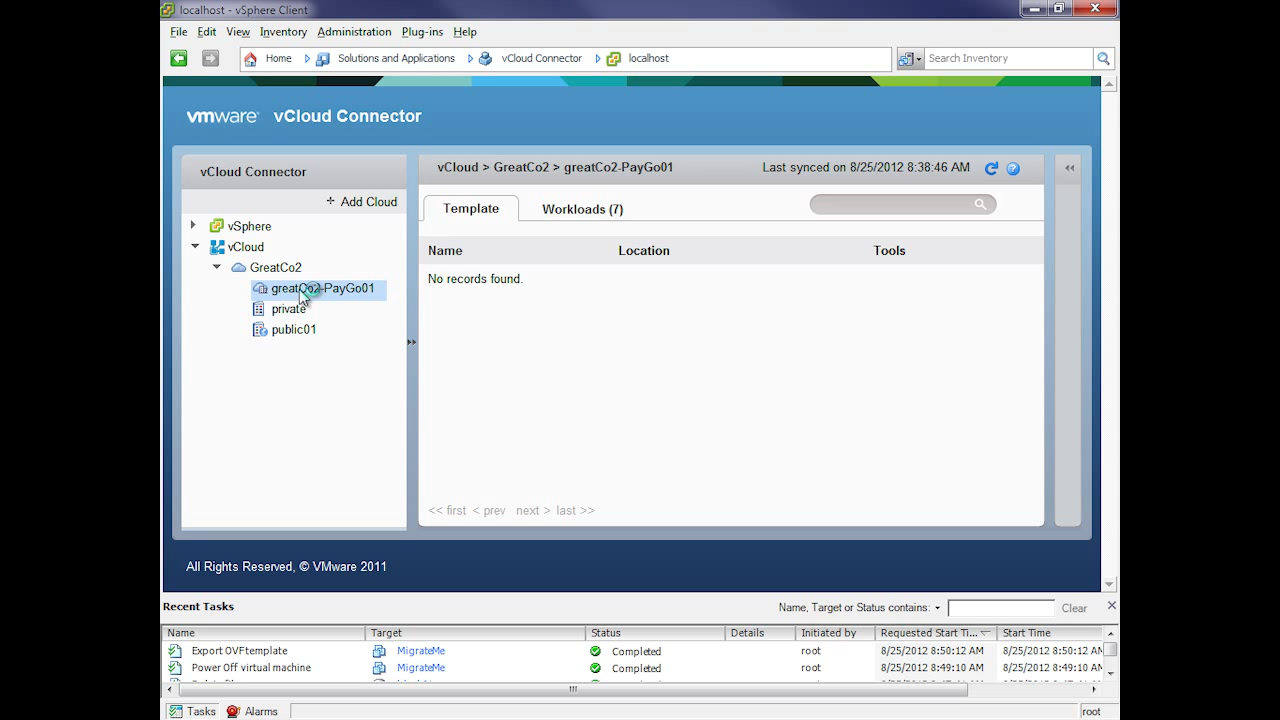 localhost - vSphere Client
File Edit View Inventory Administration Plug-ins Help
Home Solutions and Applications vCloud Connector localhost Search Inventory
vmware vCloud Connector
vCloud Connector
+ Add Cloud
vSphere
vCloud
GreatCo2
greatCo2-PayGo01
private
public01
vCloud > GreatCo2 > greatCo2-PayGo01 Last synced on 8/25/2012 8:38:46 AM
Template Workloads (7)
Name Location Tools
No records found.
<< first < prev next > last >>
All Rights Reserved, © VMware 2011
Recent Tasks Name, Target or Status contains: Clear
Name Target Status Details Initiated by Requested Start Ti... Start Time
Export OVF template MigrateMe Completed root 8/25/2012 8:50:12 AM 8/25/2012 8:50:12 AM
Power Off virtual machine MigrateMe Completed root 8/25/2012 8:49:10 AM 8/25/2012 8:49:10 AM
Tasks Alarms root